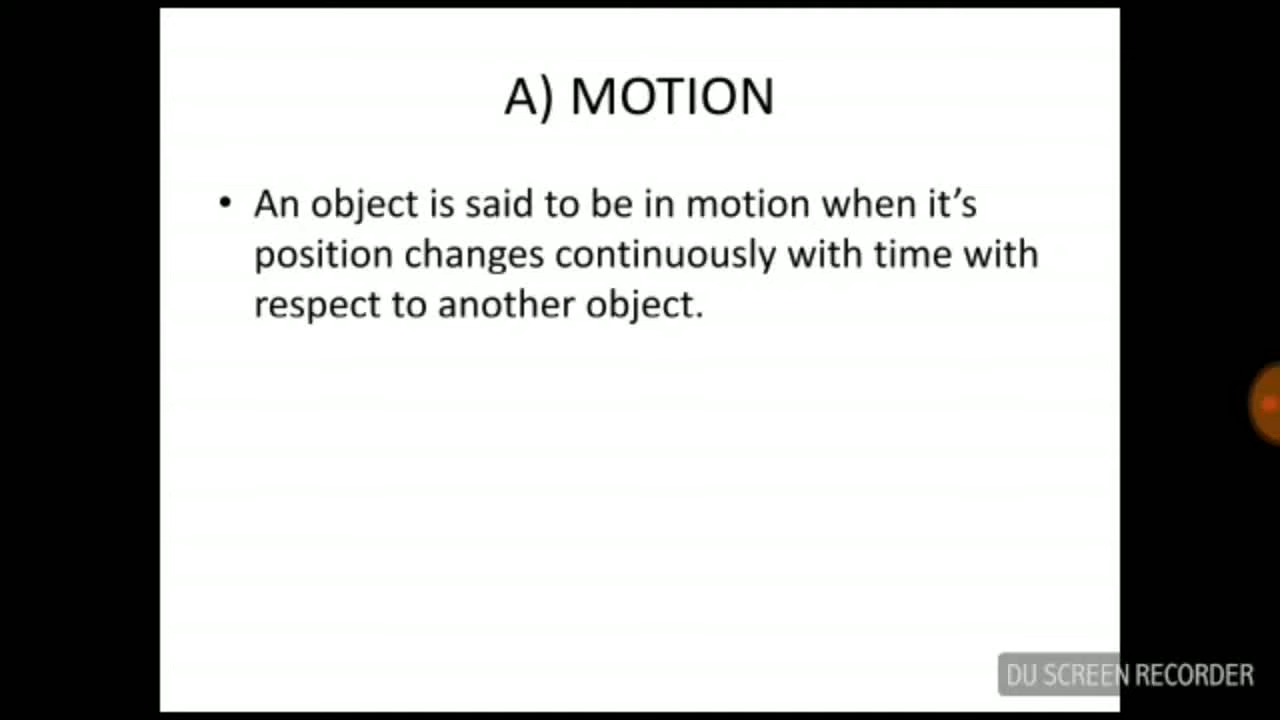 A) MOTION
• An object is said to be in motion when it’s
position changes continuously with time with
respect to another object.
DU SCREEN RECORDER